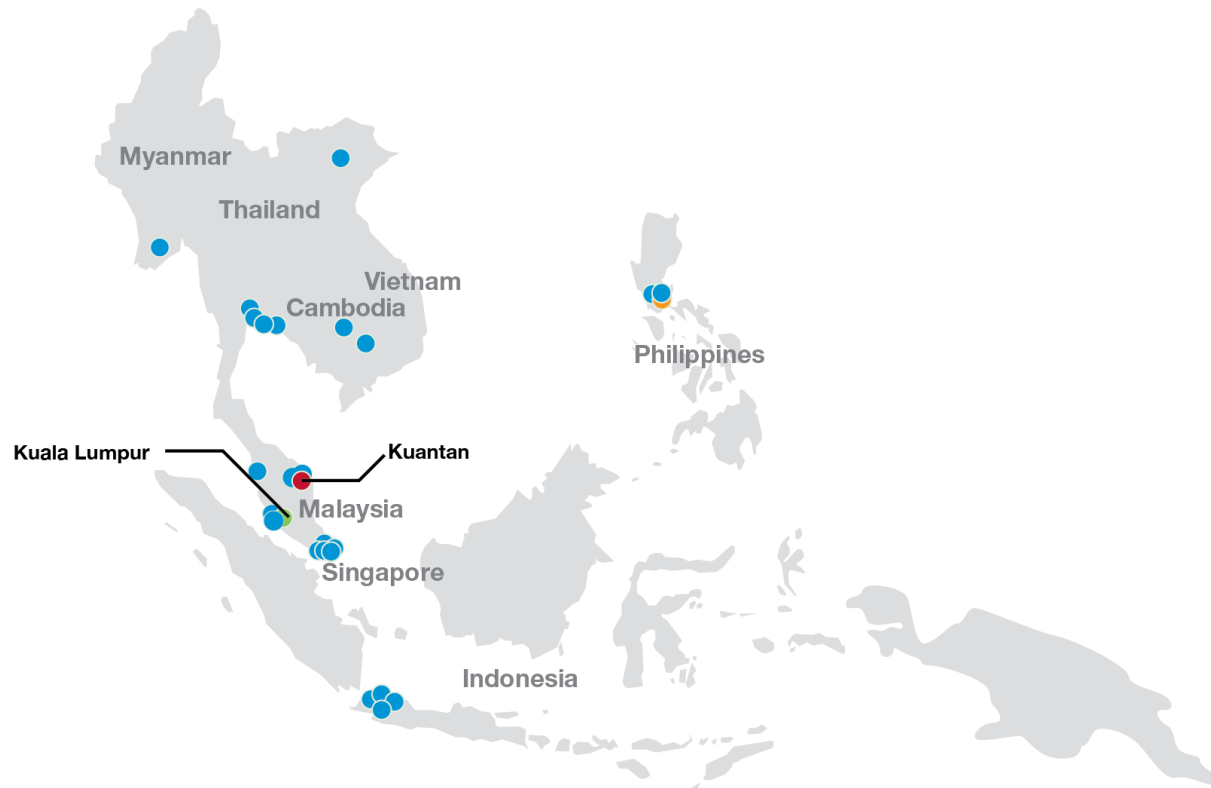 Myanmar
Thailand
Vietnam
Cambodia
Philippines
Kuala Lumpur
Kuantan
Malaysia
Singapore
Indonesia